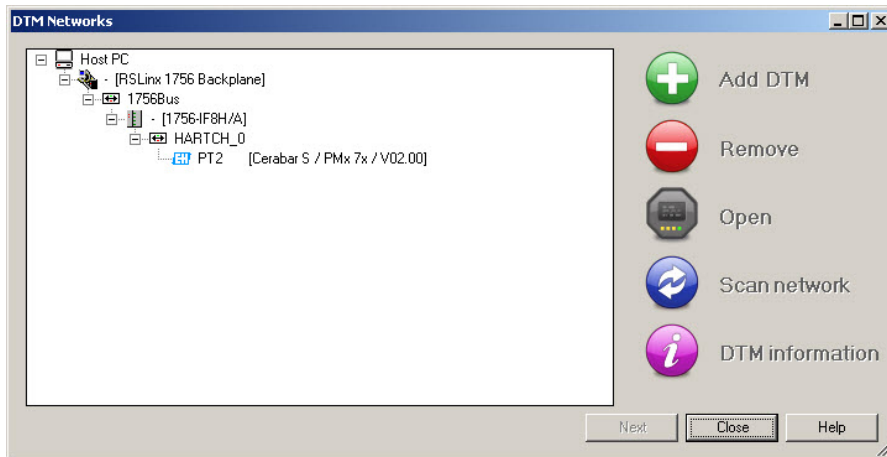 DTM Networks
Host PC
- [RSLinx 1756 Backplane]
1756Bus
- [1756-IF8H/A]
HARTCH_0
EH PT2 [Cerabar S / PMx 7x / V02.00]
Add DTM
Remove
Open
Scan network
DTM information
Next Close Help